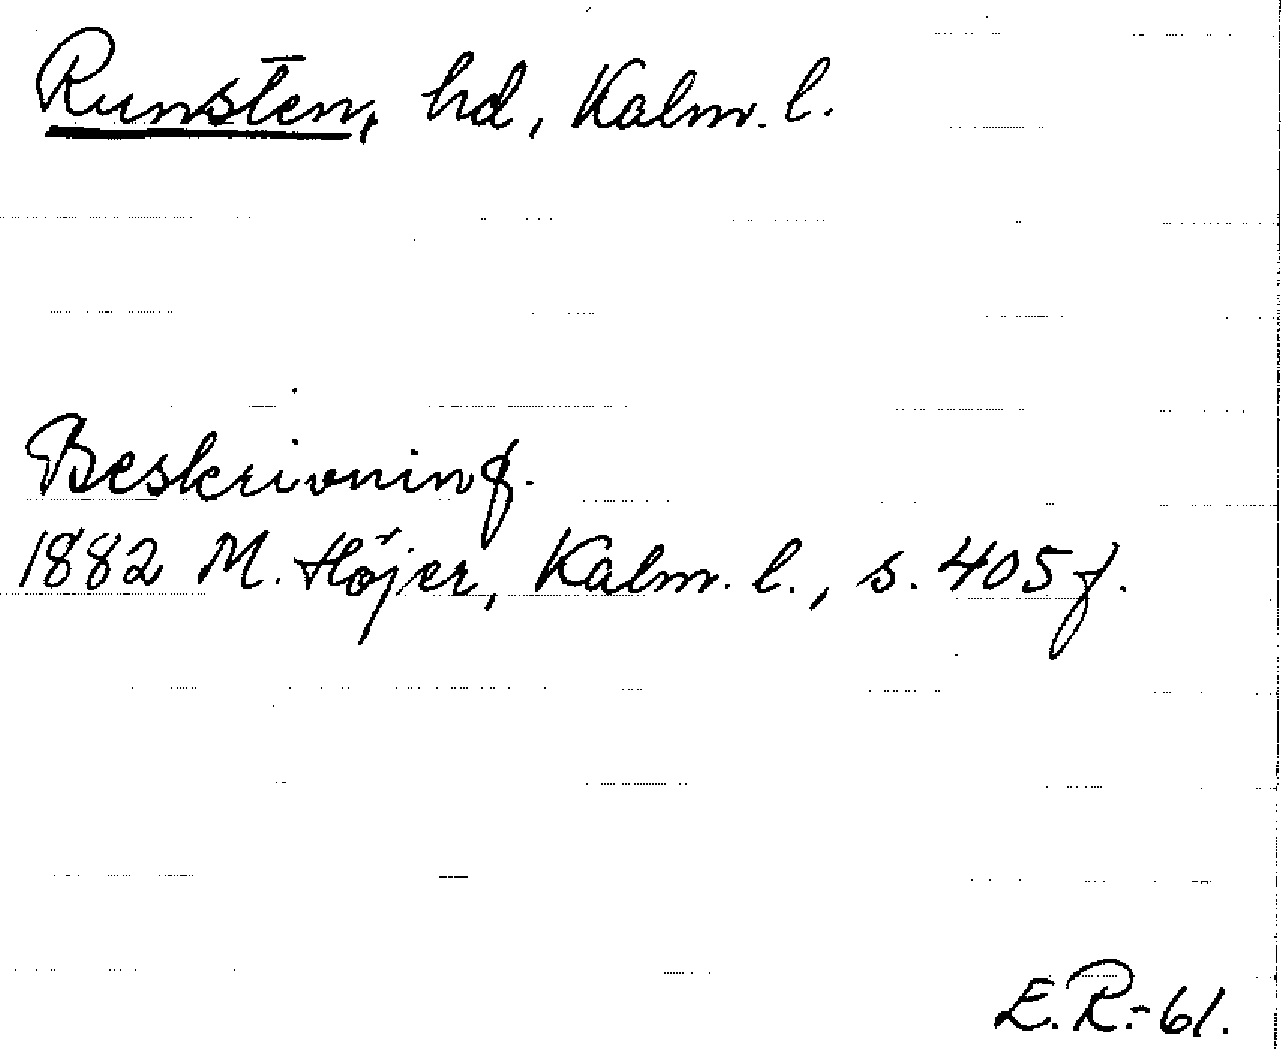 Runsten, hd, Kalm. l.
Beskrivning.
1882 M. Höjer, Kalm. l., s. 405 f.
E.R.-61.